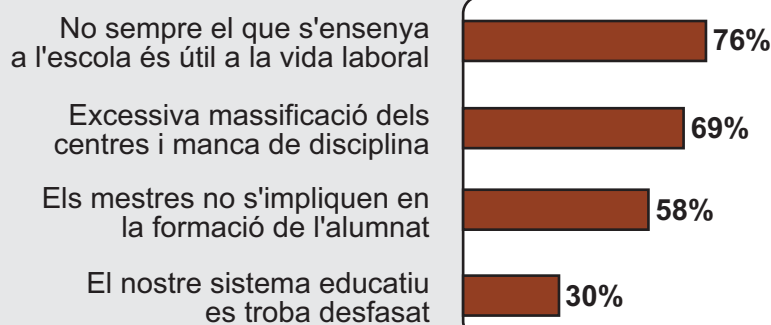 No sempre el que s'ensenya
a l'escola és útil a la vida laboral
76%
Excessiva massificació dels
centres i manca de disciplina
69%
Els mestres no s'impliquen en
la formació de l'alumnat
58%
El nostre sistema educatiu
es troba desfasat
30%